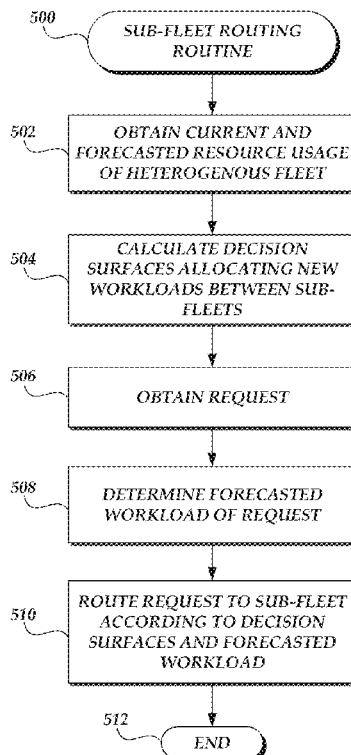 500
SUB-FLEET ROUTING
ROUTINE
502
OBTAIN CURRENT AND
FORECASTED RESOURCE USAGE
OF HETEROGENOUS FLEET
504
CALCULATE DECISION
SURFACES ALLOCATING NEW
WORKLOADS BETWEEN SUB-
FLEETS
506
OBTAIN REQUEST
508
DETERMINE FORECASTED
WORKLOAD OF REQUEST
510
ROUTE REQUEST TO SUB-FLEET
ACCORDING TO DECISION
SURFACES AND FORECASTED
WORKLOAD
512
END